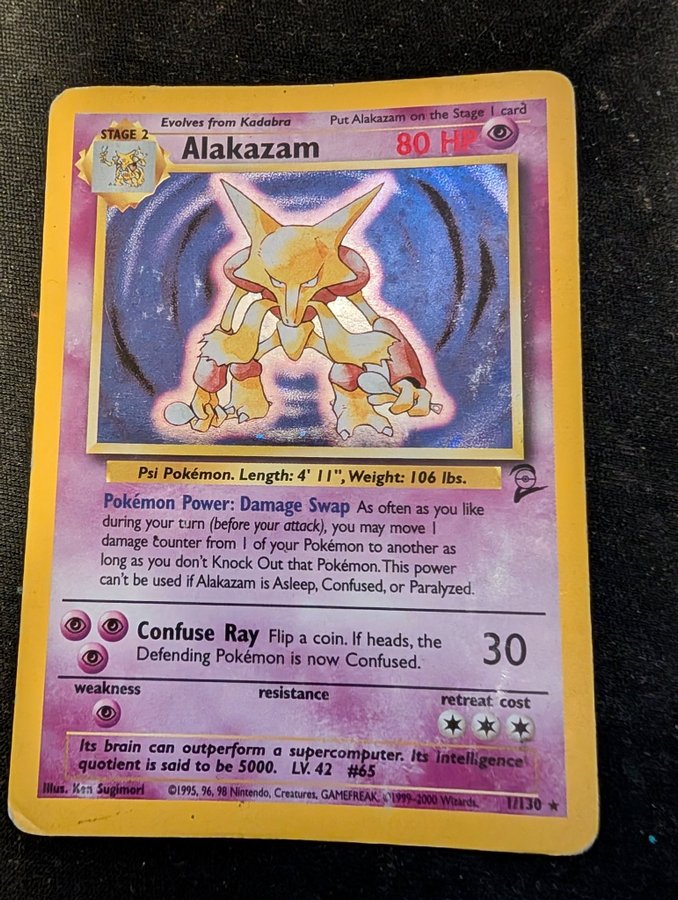 Evolves from Kadabra
Put Alakazam on the Stage 1 card
STAGE 2
Alakazam
80 HP
Psi Pokémon. Length: 4' 11", Weight: 106 lbs.
Pokémon Power: Damage Swap As often as you like
during your turn (before your attack), you may move 1
damage counter from 1 of your Pokémon to another as
long as you don't Knock Out that Pokémon. This power
can't be used if Alakazam is Asleep, Confused, or Paralyzed.
Confuse Ray Flip a coin. If heads, the
Defending Pokémon is now Confused.
30
weakness
resistance
retreat cost
Its brain can outperform a supercomputer. Its intelligence
quotient is said to be 5000. LV. 42 #65
Illus. Ken Sugimori
©1995, 96, 98 Nintendo, Creatures, GAMEFREAK. ©1999-2000 Wizards.
1/130 ★